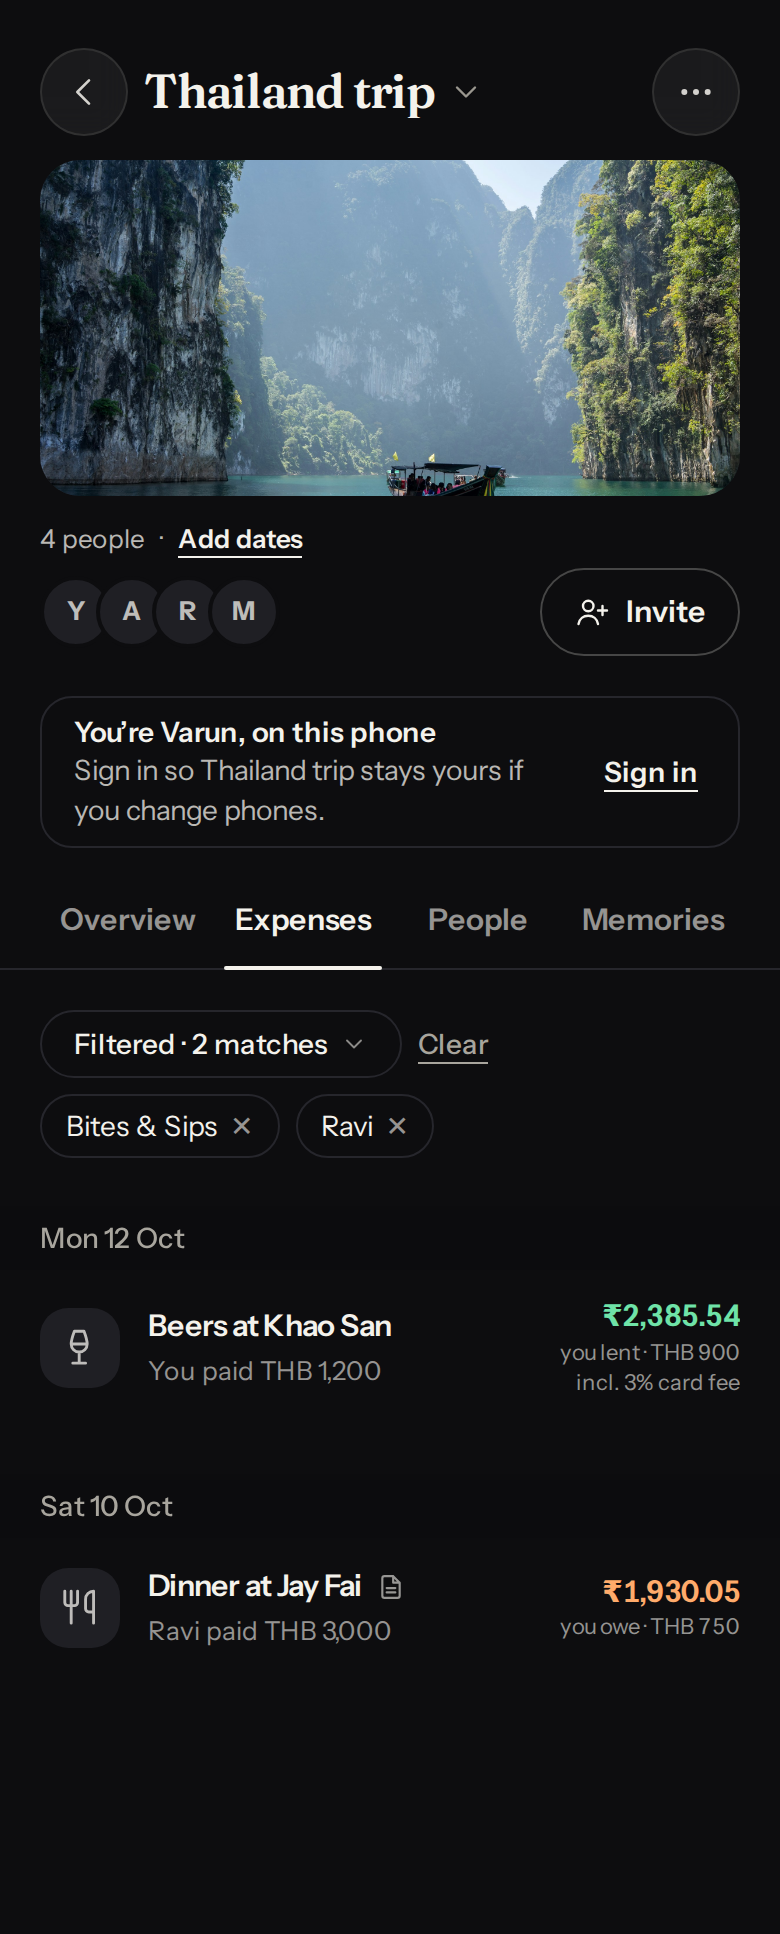 Thailand trip
4 people · Add dates
Y A R M
Invite
You’re Varun, on this phone
Sign in so Thailand trip stays yours if
you change phones.
Sign in
Overview Expenses People Memories
Filtered · 2 matches Clear
Bites & Sips Ravi
Mon 12 Oct
Beers at Khao San
You paid THB 1,200
₹2,385.54
you lent · THB 900
incl. 3% card fee
Sat 10 Oct
Dinner at Jay Fai
Ravi paid THB 3,000
₹1,930.05
you owe · THB 750